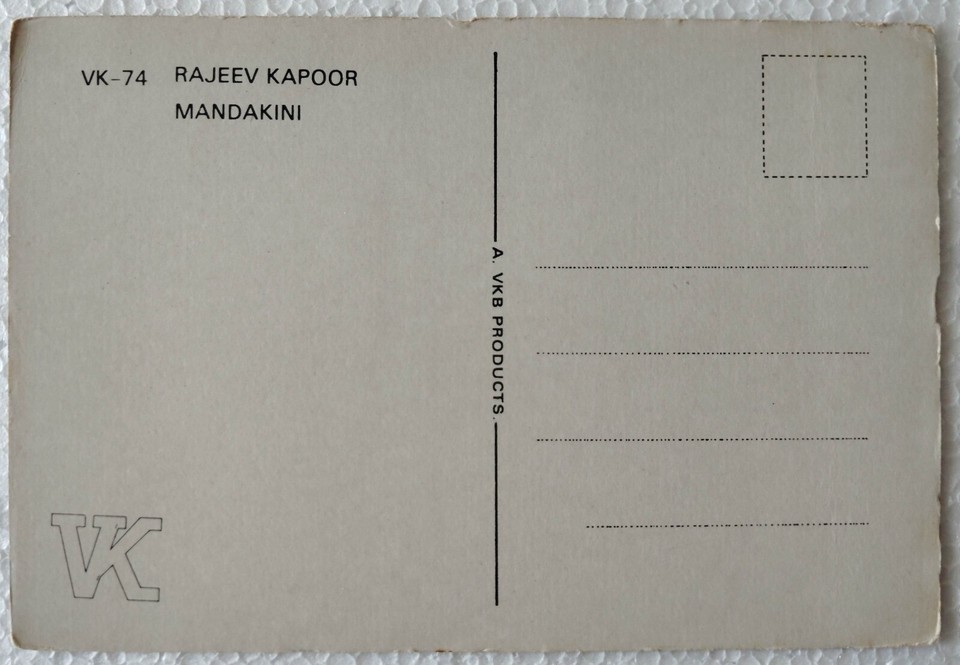 VK-74 RAJEEV KAPOOR
MANDAKINI
A. VKB PRODUCTS.
VK